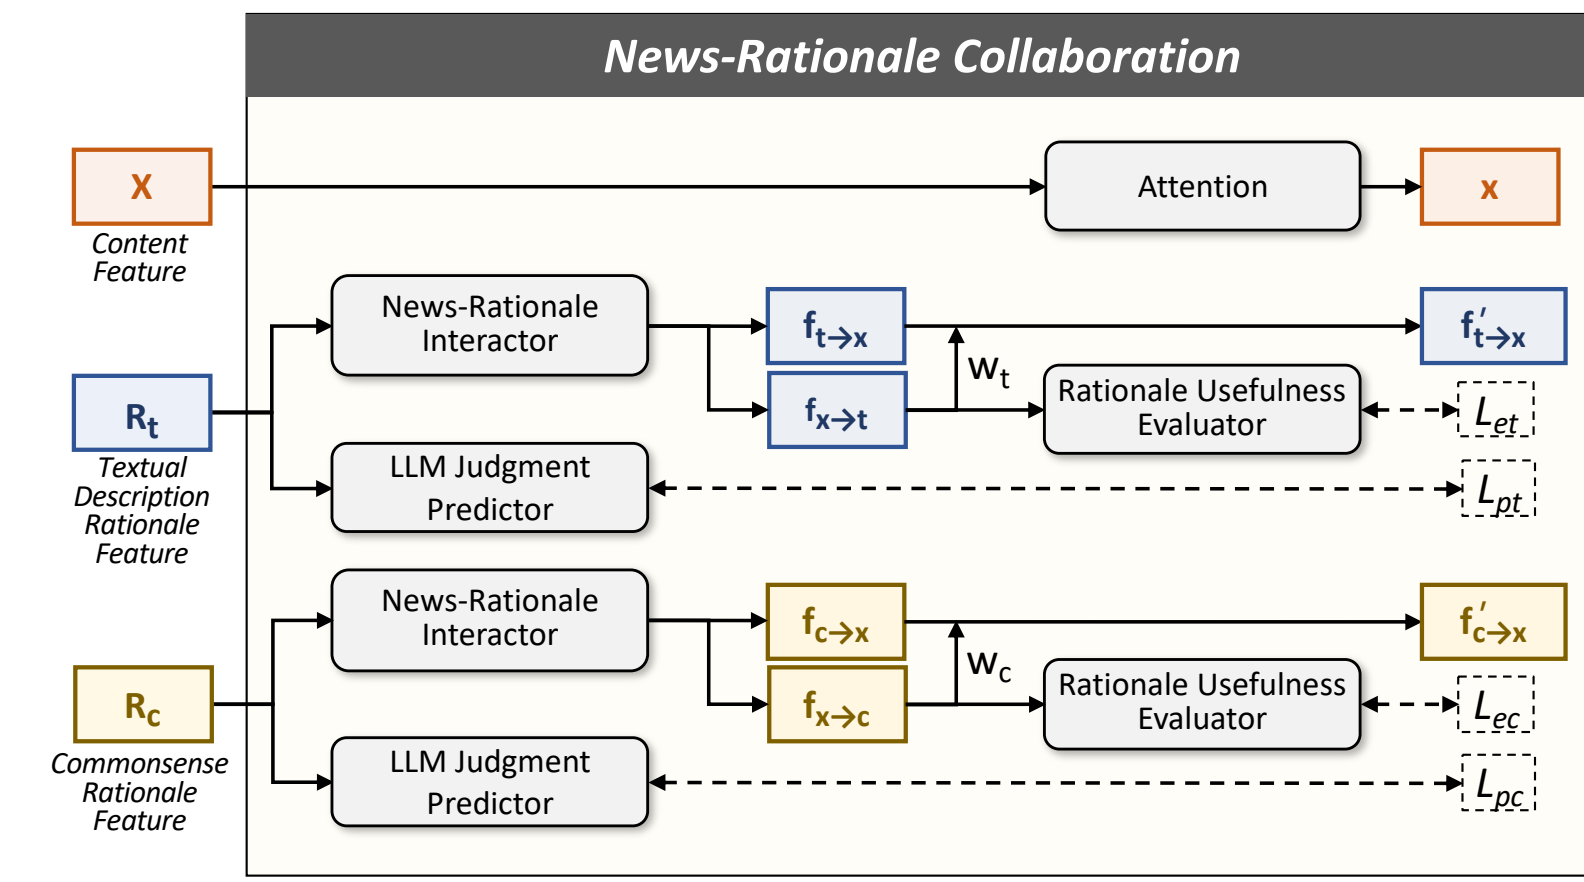 News-Rationale Collaboration
X
Content
Feature
Attention
x
News-Rationale
Interactor
f_{t→x}
f′_{t→x}
w_t
R_t
Textual
Description
Rationale
Feature
f_{x→t}
Rationale Usefulness
Evaluator
L_{et}
LLM Judgment
Predictor
L_{pt}
News-Rationale
Interactor
f_{c→x}
f′_{c→x}
w_c
R_c
Commonsense
Rationale
Feature
f_{x→c}
Rationale Usefulness
Evaluator
L_{ec}
LLM Judgment
Predictor
L_{pc}